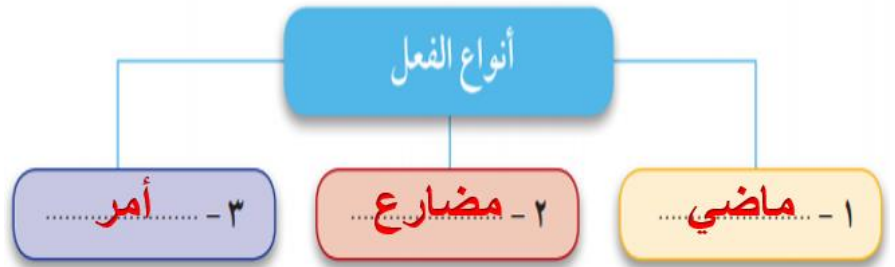 أنواع الفعل
١ - ماضي
٢ - مضارع
٣ - أمر